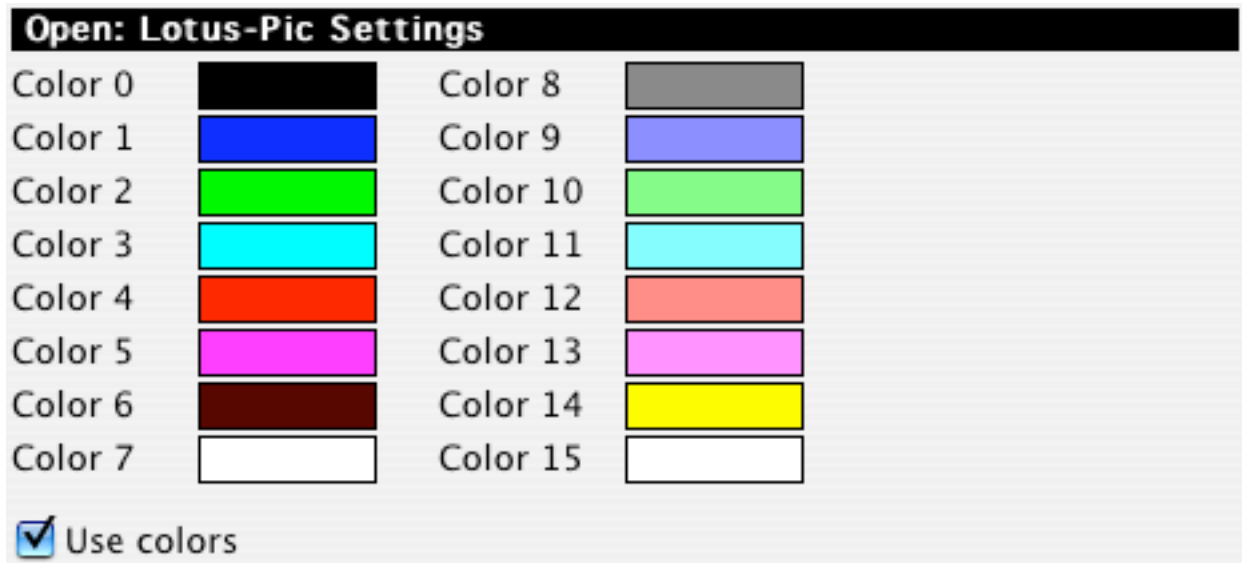 Open: Lotus-Pic Settings
Color 0 Color 8
Color 1 Color 9
Color 2 Color 10
Color 3 Color 11
Color 4 Color 12
Color 5 Color 13
Color 6 Color 14
Color 7 Color 15
Use colors